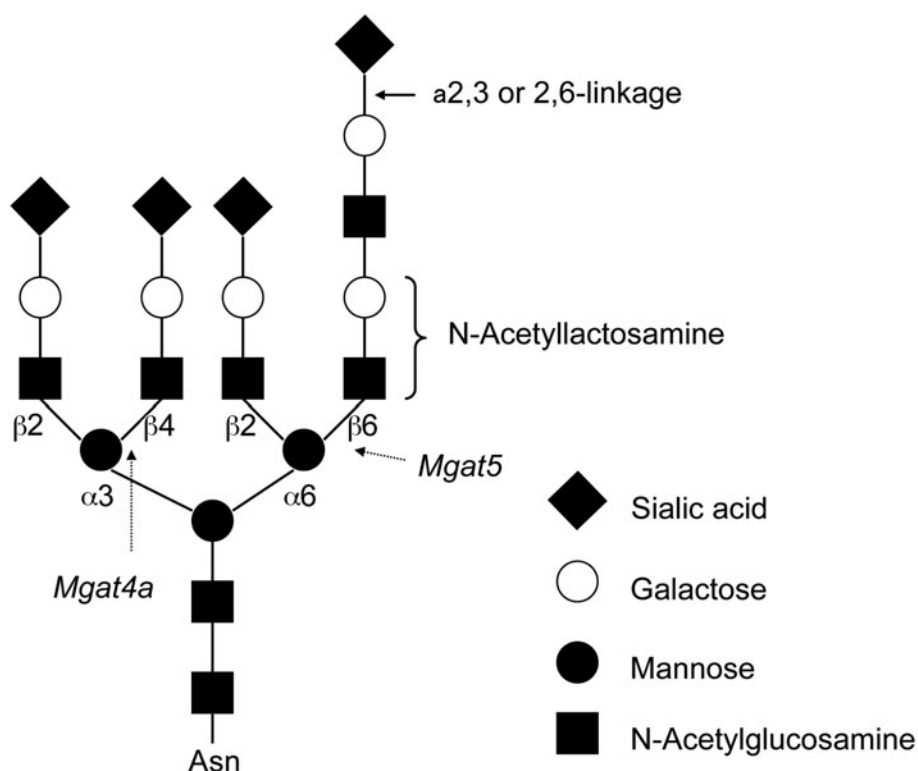 a2,3 or 2,6-linkage
N-Acetyllactosamine
β2
β4
β2
β6
Mgat5
α3
α6
Mgat4a
Asn
Sialic acid
Galactose
Mannose
N-Acetylglucosamine